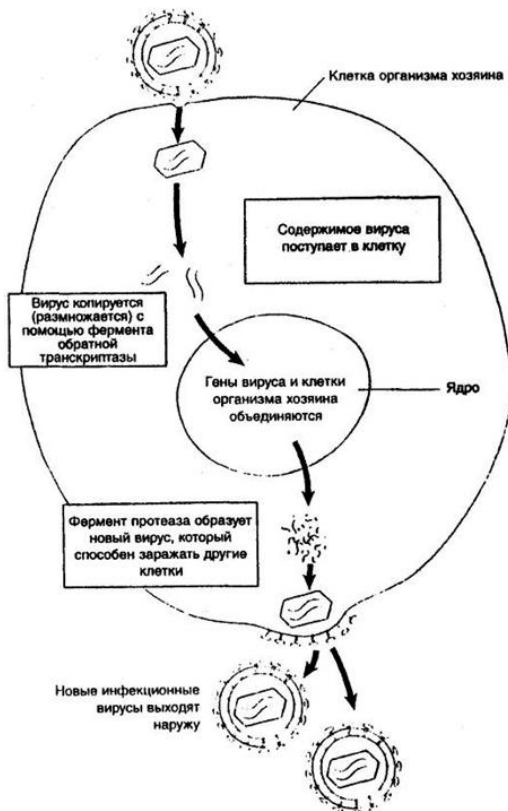 Клетка организма хозяина
Содержимое вируса
поступает в клетку
Вирус копируется
(размножается) с
помощью фермента
обратной
транскриптазы
Гены вируса и клетки
организма хозяина
объединяются
Ядро
Фермент протеаза образует
новый вирус, который
способен заражать другие
клетки
Новые инфекционные
вирусы выходят
наружу